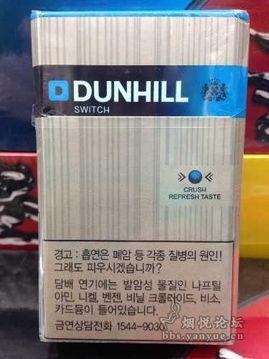 DUNHILL
SWITCH
CRUSH
REFRESH TASTE
경고 : 흡연은 폐암 등 각종 질병의 원인!
그래도 피우시겠습니까?
담배 연기에는 발암성 물질인 나프틸
아민, 니켈, 벤젠, 비닐 크롤라이드, 비소,
카드뮴이 들어있습니다.
금연상담전화 1544-9030
烟悦论坛
bbs.yanyue.cn